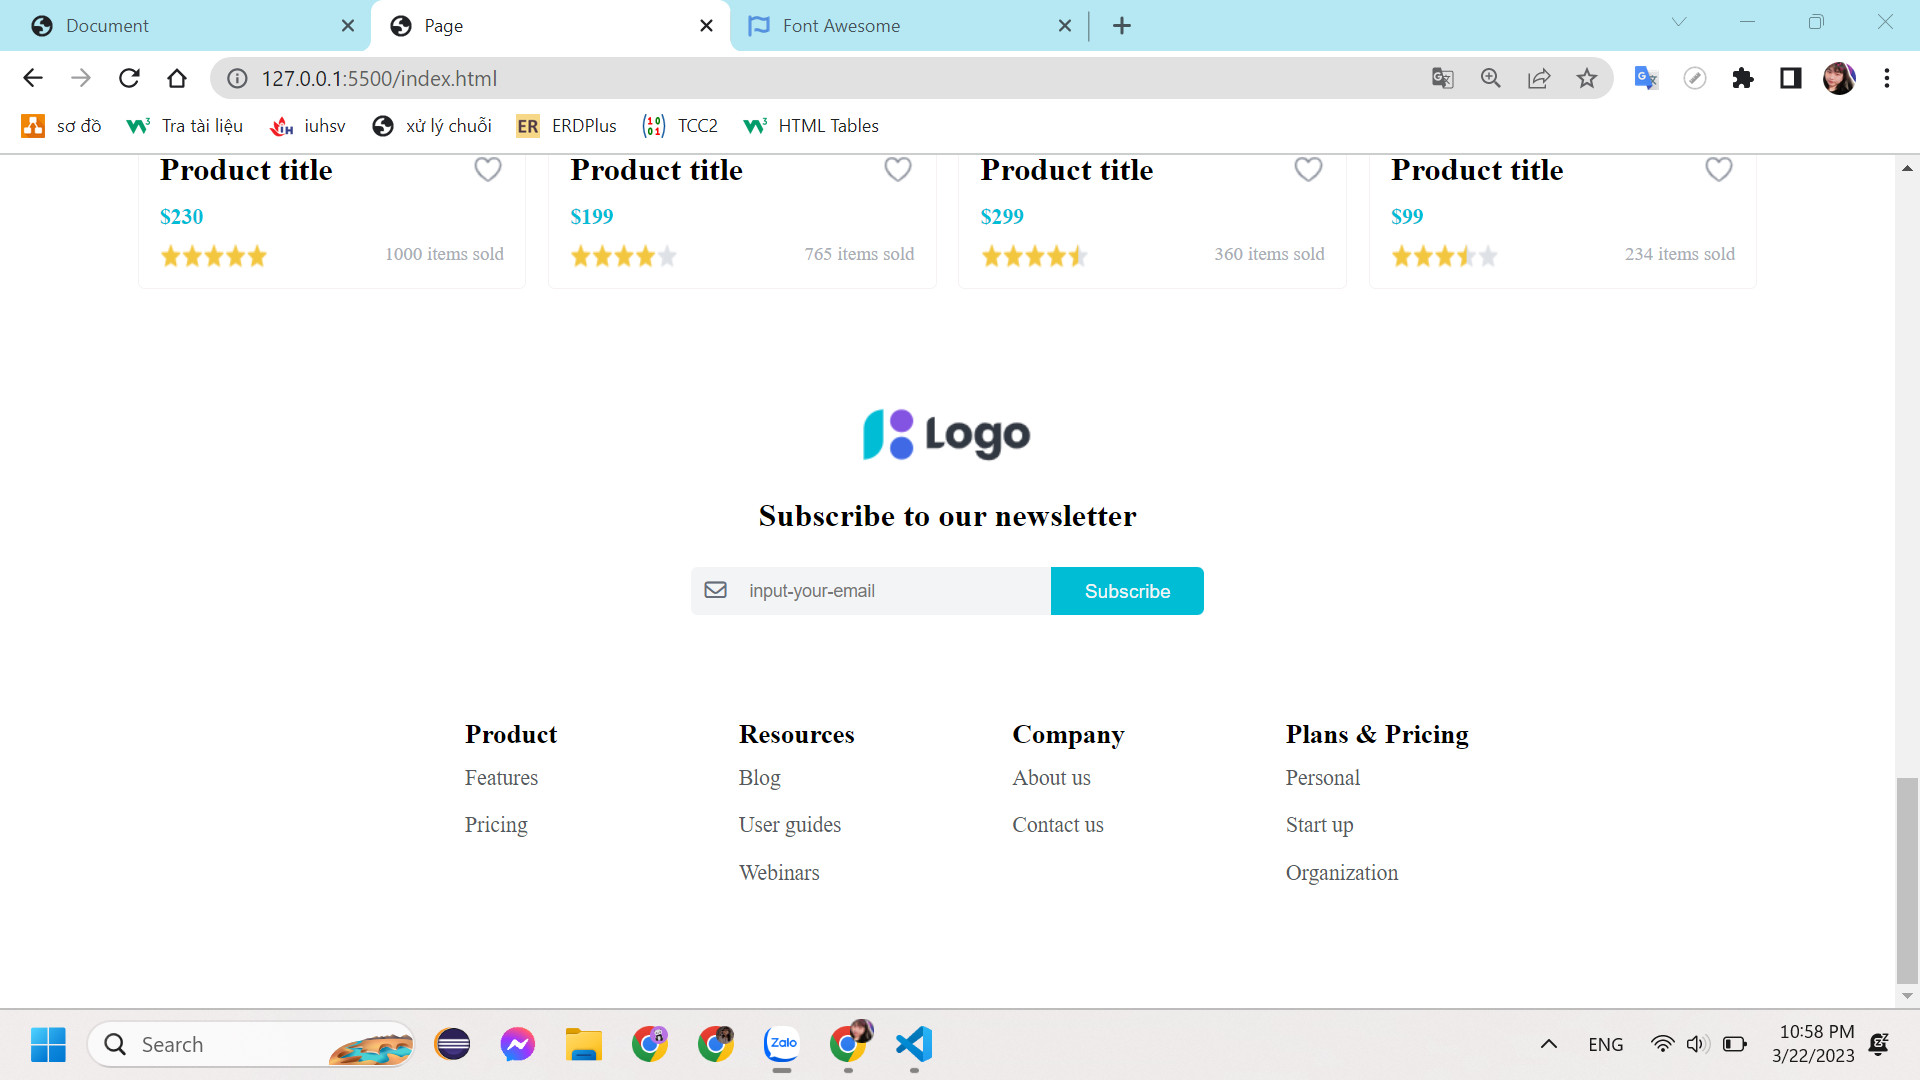 Document
Page
Font Awesome
127.0.0.1:5500/index.html
sơ đồ
Tra tài liệu
iuhsv
xử lý chuỗi
ER ERDPlus
TCC2
HTML Tables
Product title
Product title
Product title
Product title
$230
$199
$299
$99
1000 items sold
765 items sold
360 items sold
234 items sold
Logo
Subscribe to our newsletter
input-your-email
Subscribe
Product
Resources
Company
Plans & Pricing
Features
Blog
About us
Personal
Pricing
User guides
Contact us
Start up
Webinars
Organization
Search
Zalo
ENG
10:58 PM
3/22/2023